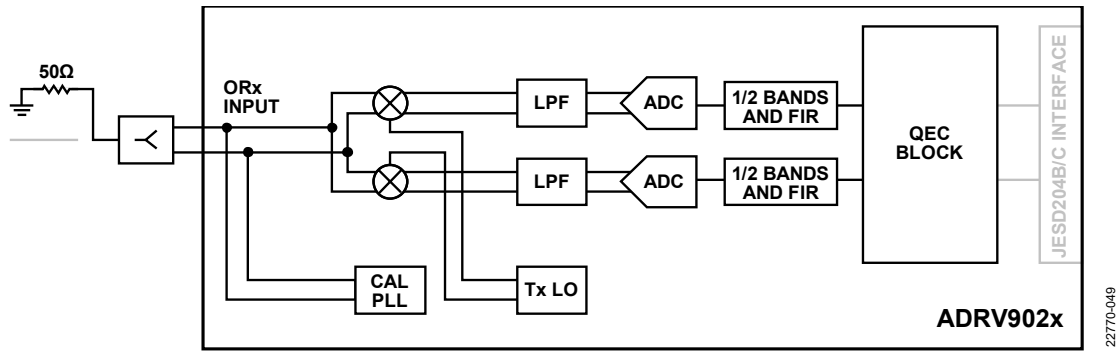 50Ω
ORx
INPUT
LPF
ADC
1/2 BANDS
AND FIR
QEC
BLOCK
JESD204B/C INTERFACE
LPF
ADC
1/2 BANDS
AND FIR
CAL
PLL
Tx LO
ADRV902x
22770-049